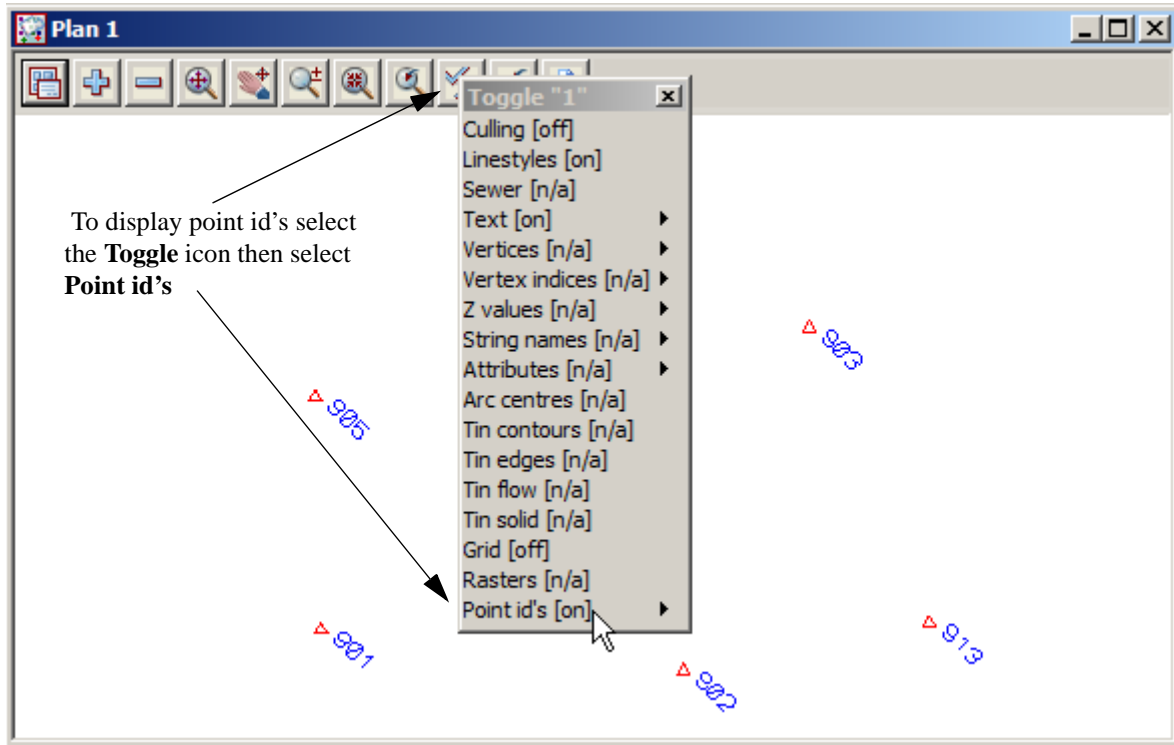 Plan 1
Toggle "1"
Culling [off]
Linestyles [on]
Sewer [n/a]
Text [on]
Vertices [n/a]
Vertex indices [n/a]
Z values [n/a]
String names [n/a]
Attributes [n/a]
Arc centres [n/a]
Tin contours [n/a]
Tin edges [n/a]
Tin flow [n/a]
Tin solid [n/a]
Grid [off]
Rasters [n/a]
Point id's [on]
To display point id’s select
the Toggle icon then select
Point id’s
903
905
901
902
913